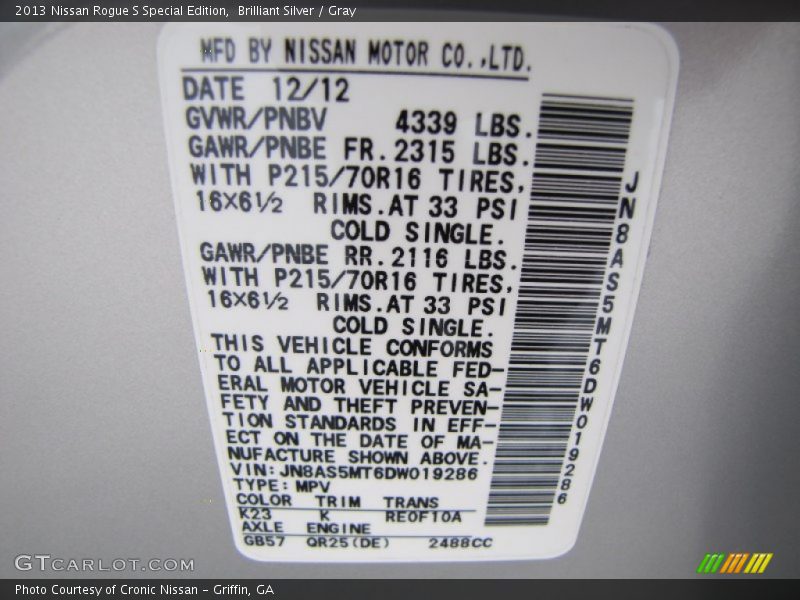 2013 Nissan Rogue S Special Edition,  Brilliant Silver / Gray
MFD BY NISSAN MOTOR CO.,LTD.
DATE 12/12
GVWR/PNBV 4339 LBS.
GAWR/PNBE FR.2315 LBS.
WITH P215/70R16 TIRES,
16×6½ RIMS.AT 33 PSI
COLD SINGLE.
GAWR/PNBE RR.2116 LBS.
WITH P215/70R16 TIRES,
16×6½ RIMS.AT 33 PSI
COLD SINGLE.
THIS VEHICLE CONFORMS
TO ALL APPLICABLE FED-
ERAL MOTOR VEHICLE SA-
FETY AND THEFT PREVEN-
TION STANDARDS IN EFF-
ECT ON THE DATE OF MA-
NUFACTURE SHOWN ABOVE.
VIN:JN8AS5MT6DW019286
TYPE:MPV
COLOR TRIM TRANS
K23 K RE0F10A
AXLE ENGINE
GB57 QR25(DE) 2488CC
JN8AS5MT6DW019286
GTCARLOT.COM
Photo Courtesy of Cronic Nissan – Griffin, GA